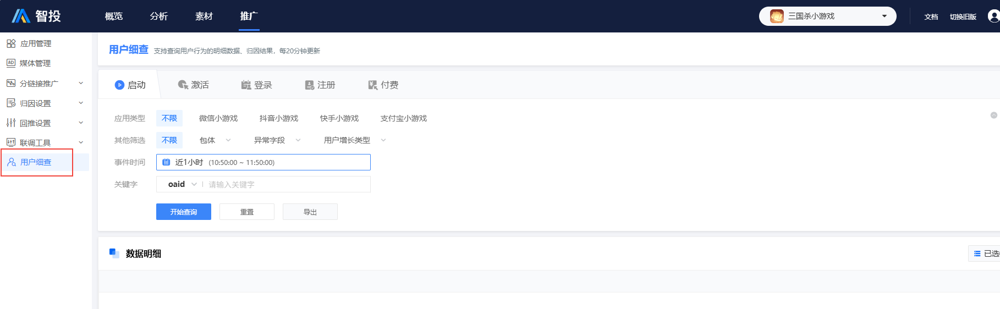 智投 概览 分析 素材 推广 三国杀小游戏 文档 切换旧版
应用管理
媒体管理
分链接推广
归因设置
回推设置
联调工具
用户细查
用户细查 支持查询用户行为的明细数据、归因结果，每20分钟更新
启动 激活 登录 注册 付费
应用类型 不限 微信小游戏 抖音小游戏 快手小游戏 支付宝小游戏
其他筛选 不限 包体 异常字段 用户增长类型
事件时间 近1小时 (10:50:00 ~ 11:50:00)
关键字 oaid 请输入关键字
开始查询 重置 导出
数据明细 已选